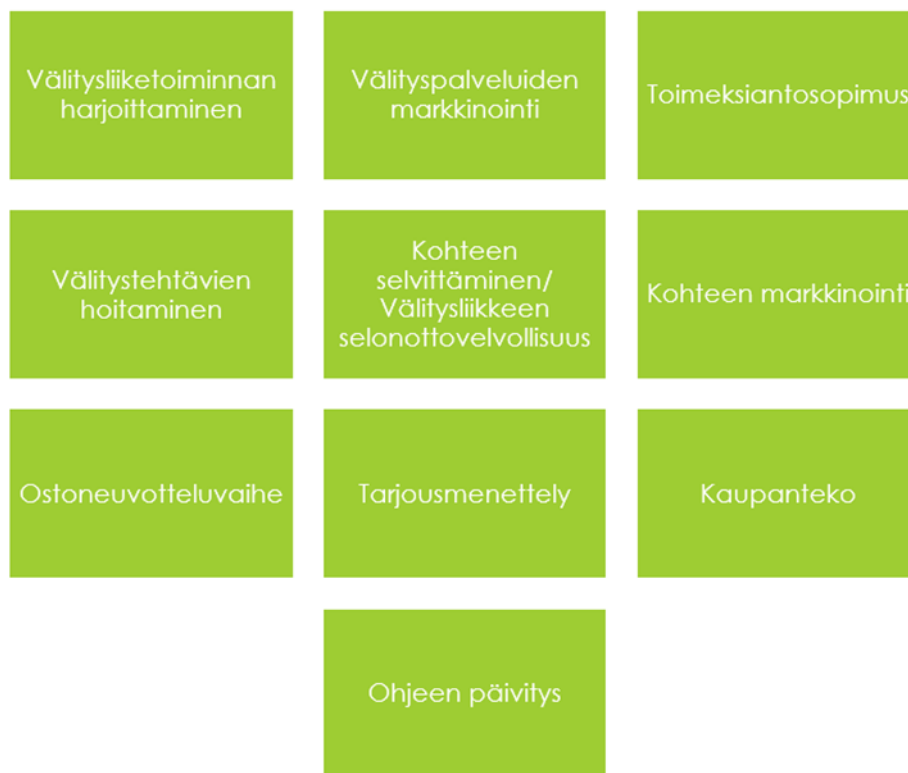 Välitysliiketoiminnan
harjoittaminen
Välityspalveluiden
markkinointi
Toimeksiantosopimus
Välitystehtävien
hoitaminen
Kohteen
selvittäminen/
Välitysliikkeen
selonottovelvollisuus
Kohteen markkinointi
Ostoneuvotteluvaihe
Tarjousmenettely
Kaupanteko
Ohjeen päivitys